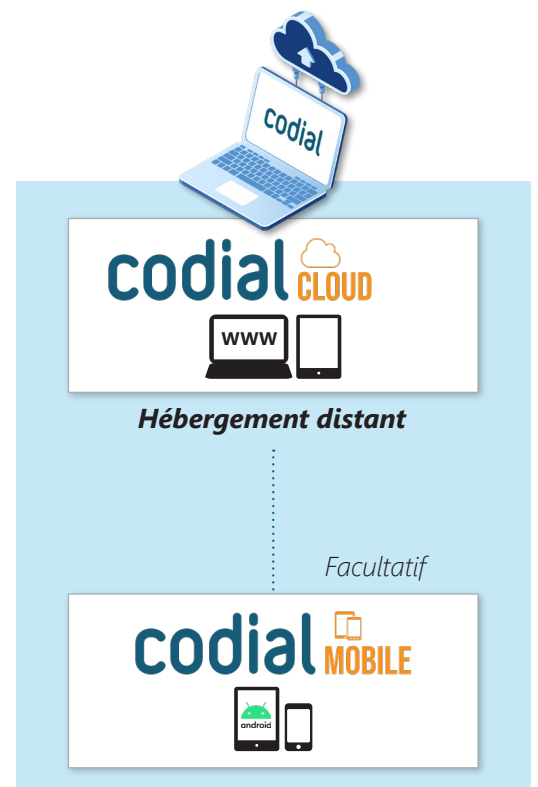 codial
codial CLOUD
www
Hébergement distant
Facultatif
codial MOBILE
android